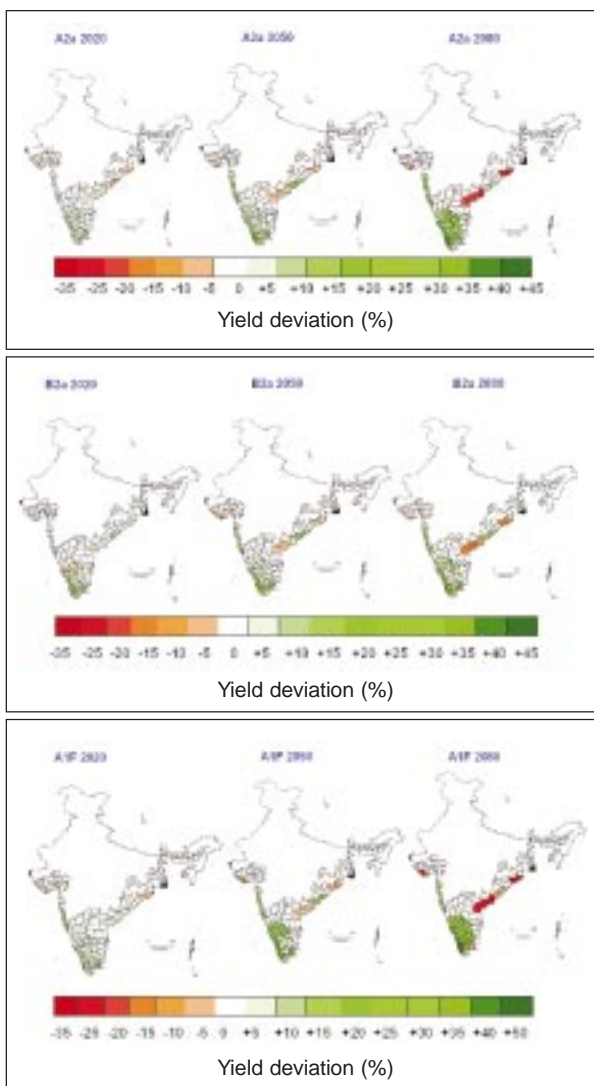 A2a 2020 A2a 2050 A2a 2080
-35 -25 -20 -15 -10 -5 0 +5 +10 +15 +20 +25 +30 +35 +40 +45
Yield deviation (%)
B2a 2020 B2a 2050 B2a 2080
-35 -25 -20 -15 -10 -5 0 +5 +10 +15 +20 +25 +30 +35 +45
Yield deviation (%)
A1F 2020 A1F 2050 A1F 2080
-35 -25 -20 -15 -10 -5 0 +5 +10 +15 +20 +30 +35 +40 +50
Yield deviation (%)